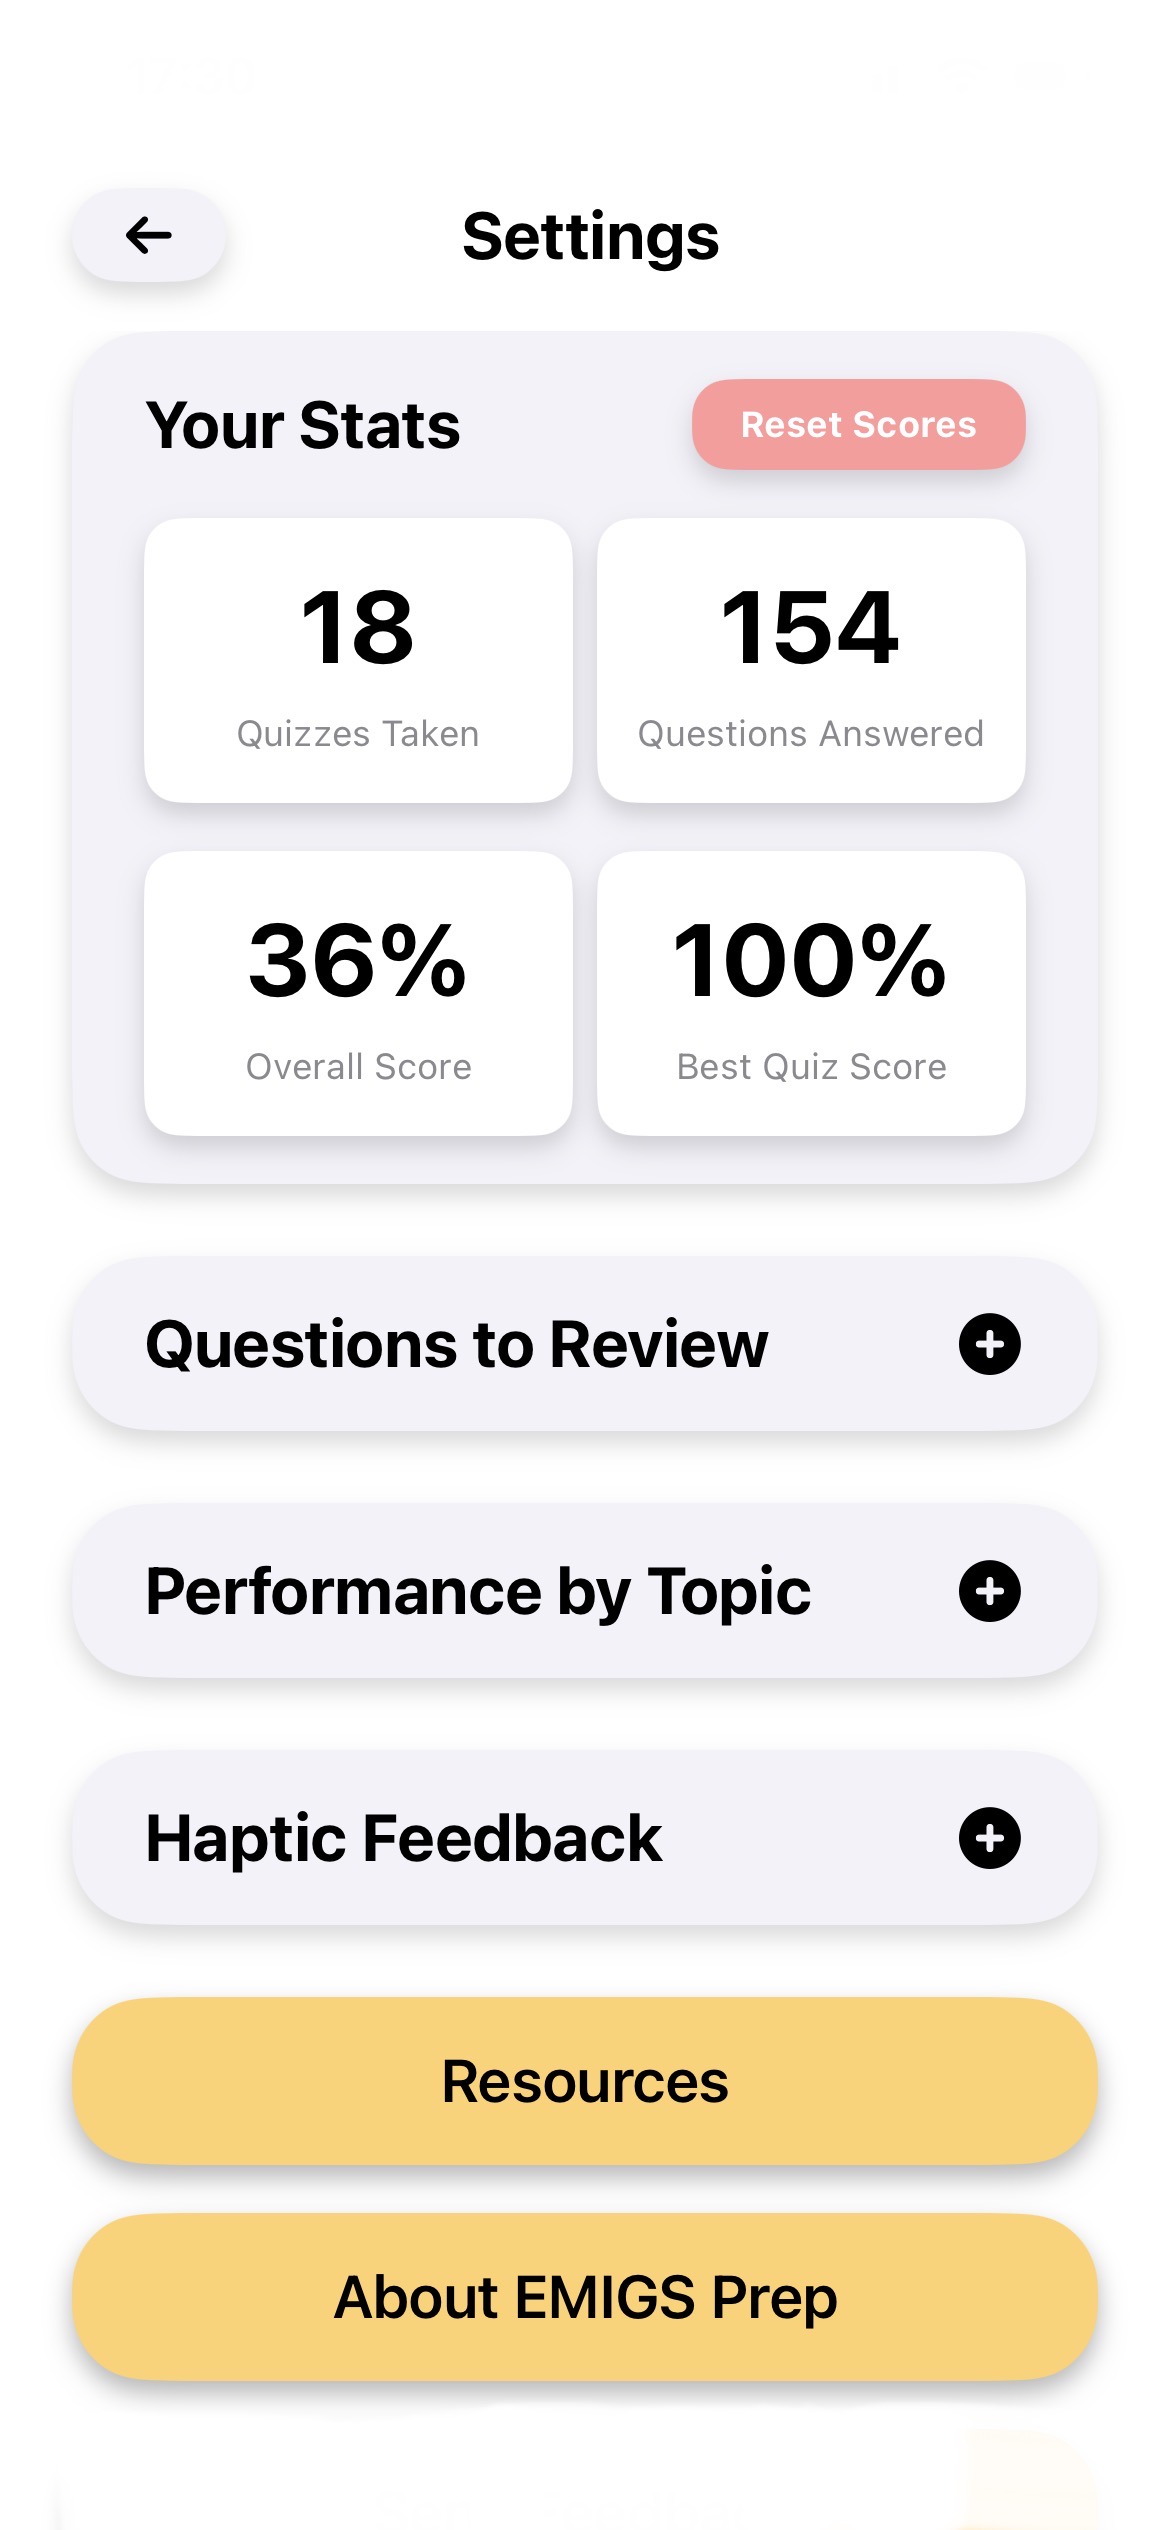 Settings
Your Stats
Reset Scores
18
Quizzes Taken
154
Questions Answered
36%
Overall Score
100%
Best Quiz Score
Questions to Review
Performance by Topic
Haptic Feedback
Resources
About EMIGS Prep